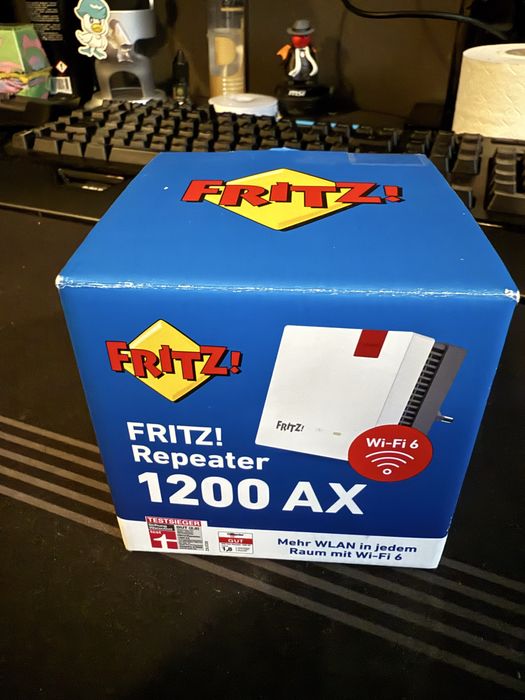 msi
FRITZ!
FRITZ!
FRITZ!
Wi-Fi 6
FRITZ!
Repeater
1200 AX
TESTSIEGER
GUT
Mehr WLAN in jedem
Raum mit Wi-Fi 6